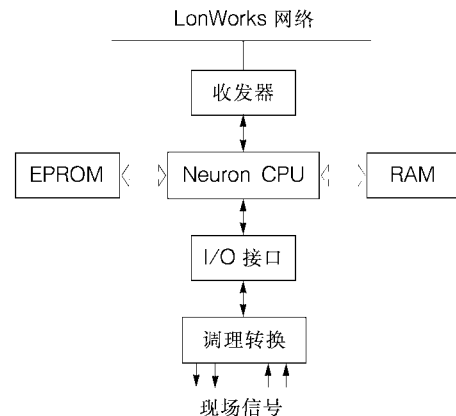 LonWorks 网络
收发器
EPROM
Neuron CPU
RAM
I/O 接口
调理转换
现场信号